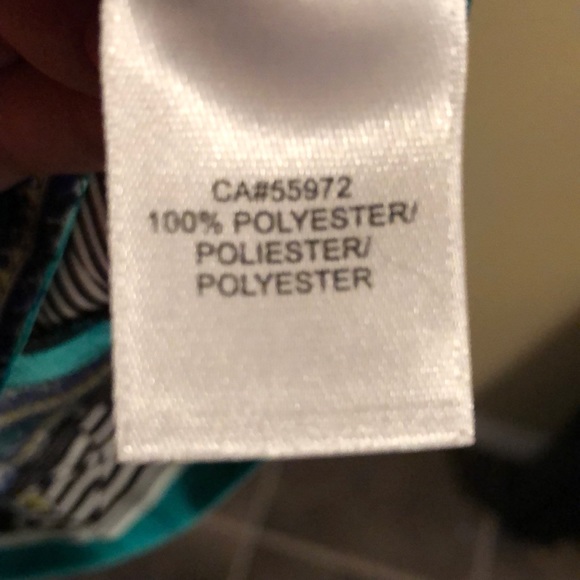 CA#55972
100% POLYESTER/
POLIESTER/
POLYESTER